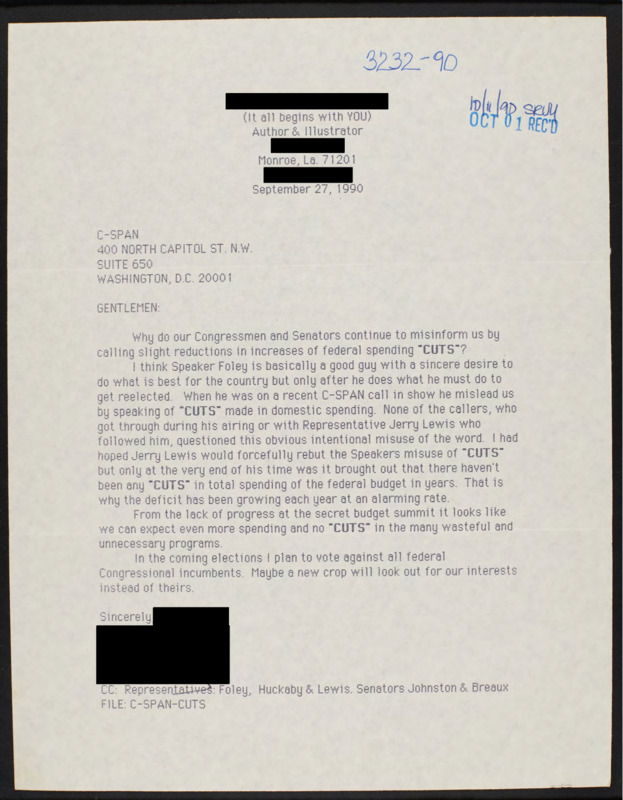 3232-90
10/11/90 SRVY
OCT 01 REC'D
(It all begins with YOU)
Author & Illustrator
Monroe, La. 71201
September 27, 1990
C-SPAN
400 NORTH CAPITOL ST. N.W.
SUITE 650
WASHINGTON, D.C. 20001
GENTLEMEN:
Why do our Congressmen and Senators continue to misinform us by
calling slight reductions in increases of federal spending "CUTS"?
I think Speaker Foley is basically a good guy with a sincere desire to
do what is best for the country but only after he does what he must do to
get reelected. When he was on a recent C-SPAN call in show he mislead us
by speaking of "CUTS" made in domestic spending. None of the callers, who
got through during his airing or with Representative Jerry Lewis who
followed him, questioned this obvious intentional misuse of the word. I had
hoped Jerry Lewis would forcefully rebut the Speakers misuse of "CUTS"
but only at the very end of his time was it brought out that there haven't
been any "CUTS" in total spending of the federal budget in years. That is
why the deficit has been growing each year at an alarming rate.
From the lack of progress at the secret budget summit it looks like
we can expect even more spending and no "CUTS" in the many wasteful and
unnecessary programs.
In the coming elections I plan to vote against all federal
Congressional incumbents. Maybe a new crop will look out for our interests
instead of theirs.
Sincerely
CC: Representatives: Foley, Huckaby & Lewis. Senators Johnston & Breaux
FILE: C-SPAN-CUTS